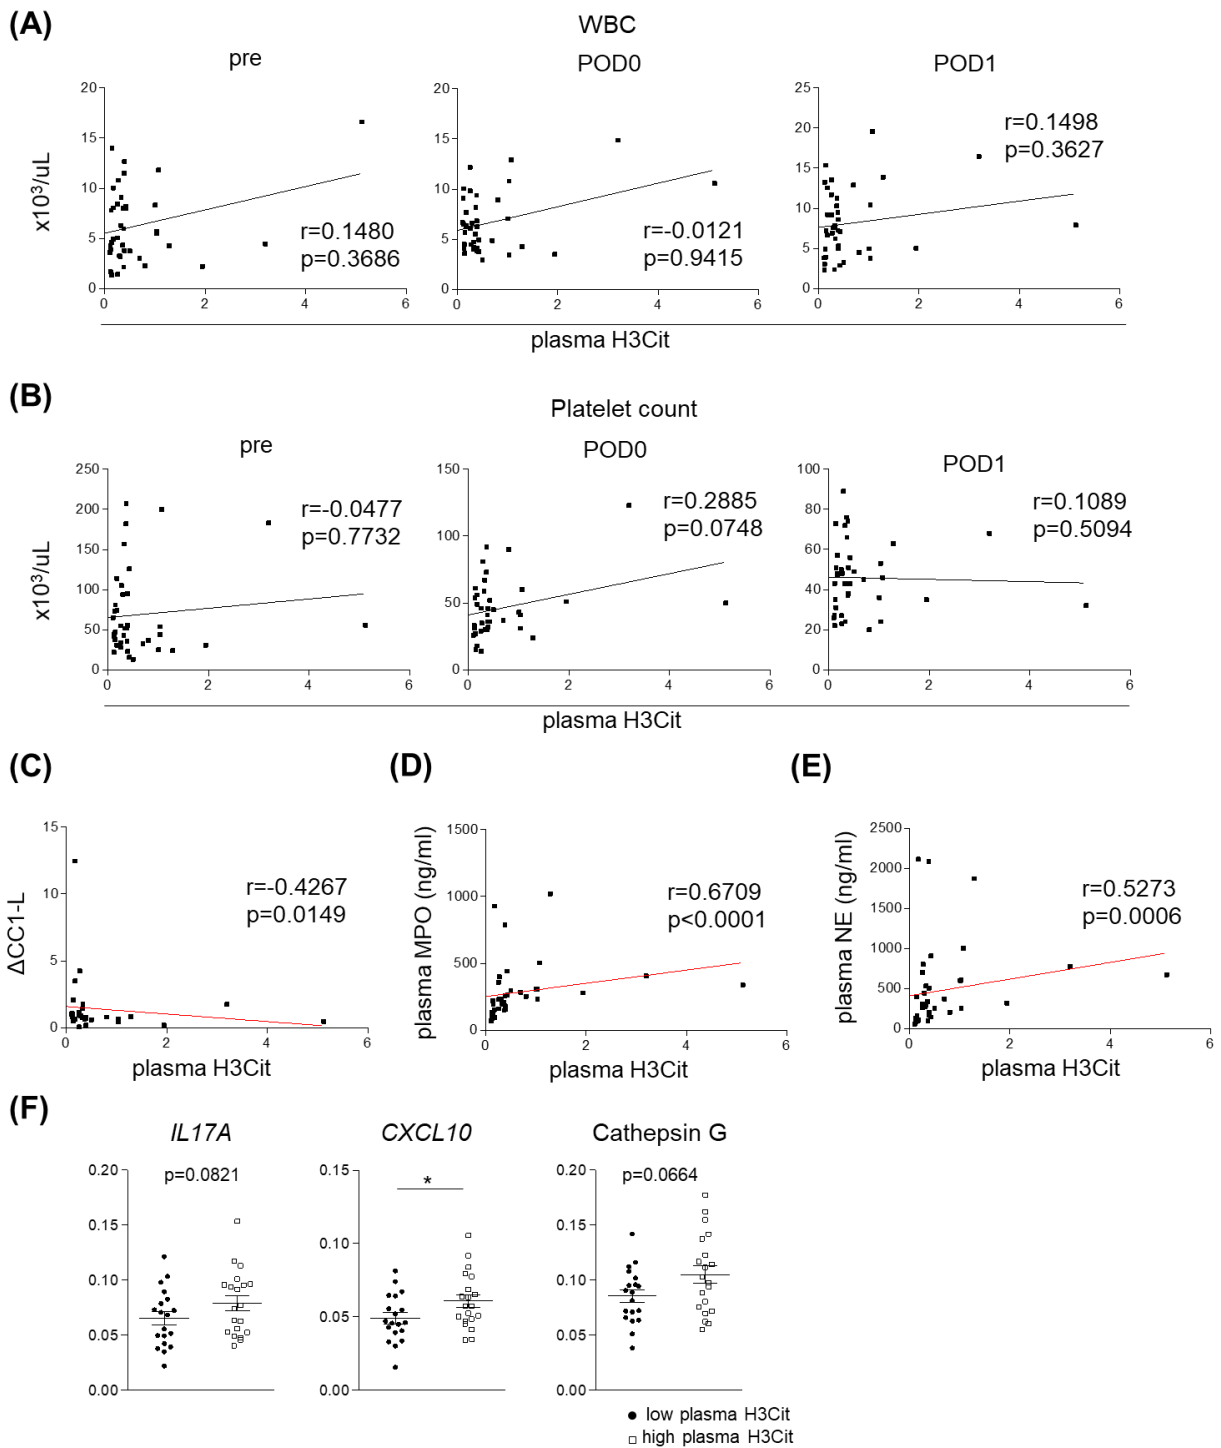 (A)
WBC
pre
POD0
POD1
x10³/uL
20
15
10
5
0
0 2 4 6
r=0.1480
p=0.3686
20
15
10
5
0
0 2 4 6
r=-0.0121
p=0.9415
25
20
15
10
5
0
0 2 4 6
r=0.1498
p=0.3627
plasma H3Cit
(B)
Platelet count
pre
POD0
POD1
x10³/uL
250
200
150
100
50
0
0 2 4 6
r=-0.0477
p=0.7732
150
100
50
0
0 2 4 6
r=0.2885
p=0.0748
100
80
60
40
20
0
0 2 4 6
r=0.1089
p=0.5094
plasma H3Cit
(C)
ΔCC1-L
15
10
5
0
0 2 4 6
r=-0.4267
p=0.0149
plasma H3Cit
(D)
plasma MPO (ng/ml)
1500
1000
500
0
0 2 4 6
r=0.6709
p<0.0001
plasma H3Cit
(E)
plasma NE (ng/ml)
2500
2000
1500
1000
500
0
0 2 4 6
r=0.5273
p=0.0006
plasma H3Cit
(F)
IL17A
0.20
0.15
0.10
0.05
0.00
p=0.0821
CXCL10
0.15
0.10
0.05
0.00
*
Cathepsin G
0.20
0.15
0.10
0.05
0.00
p=0.0664
low plasma H3Cit
high plasma H3Cit